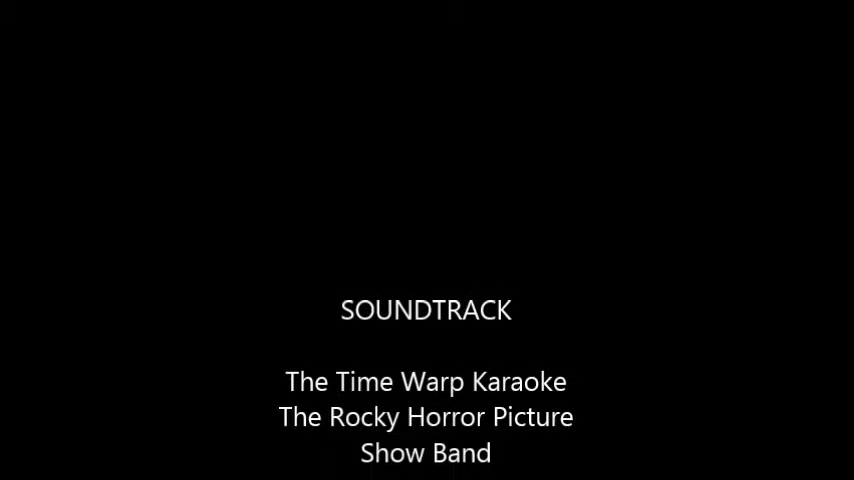 SOUNDTRACK
The Time Warp Karaoke
The Rocky Horror Picture
Show Band